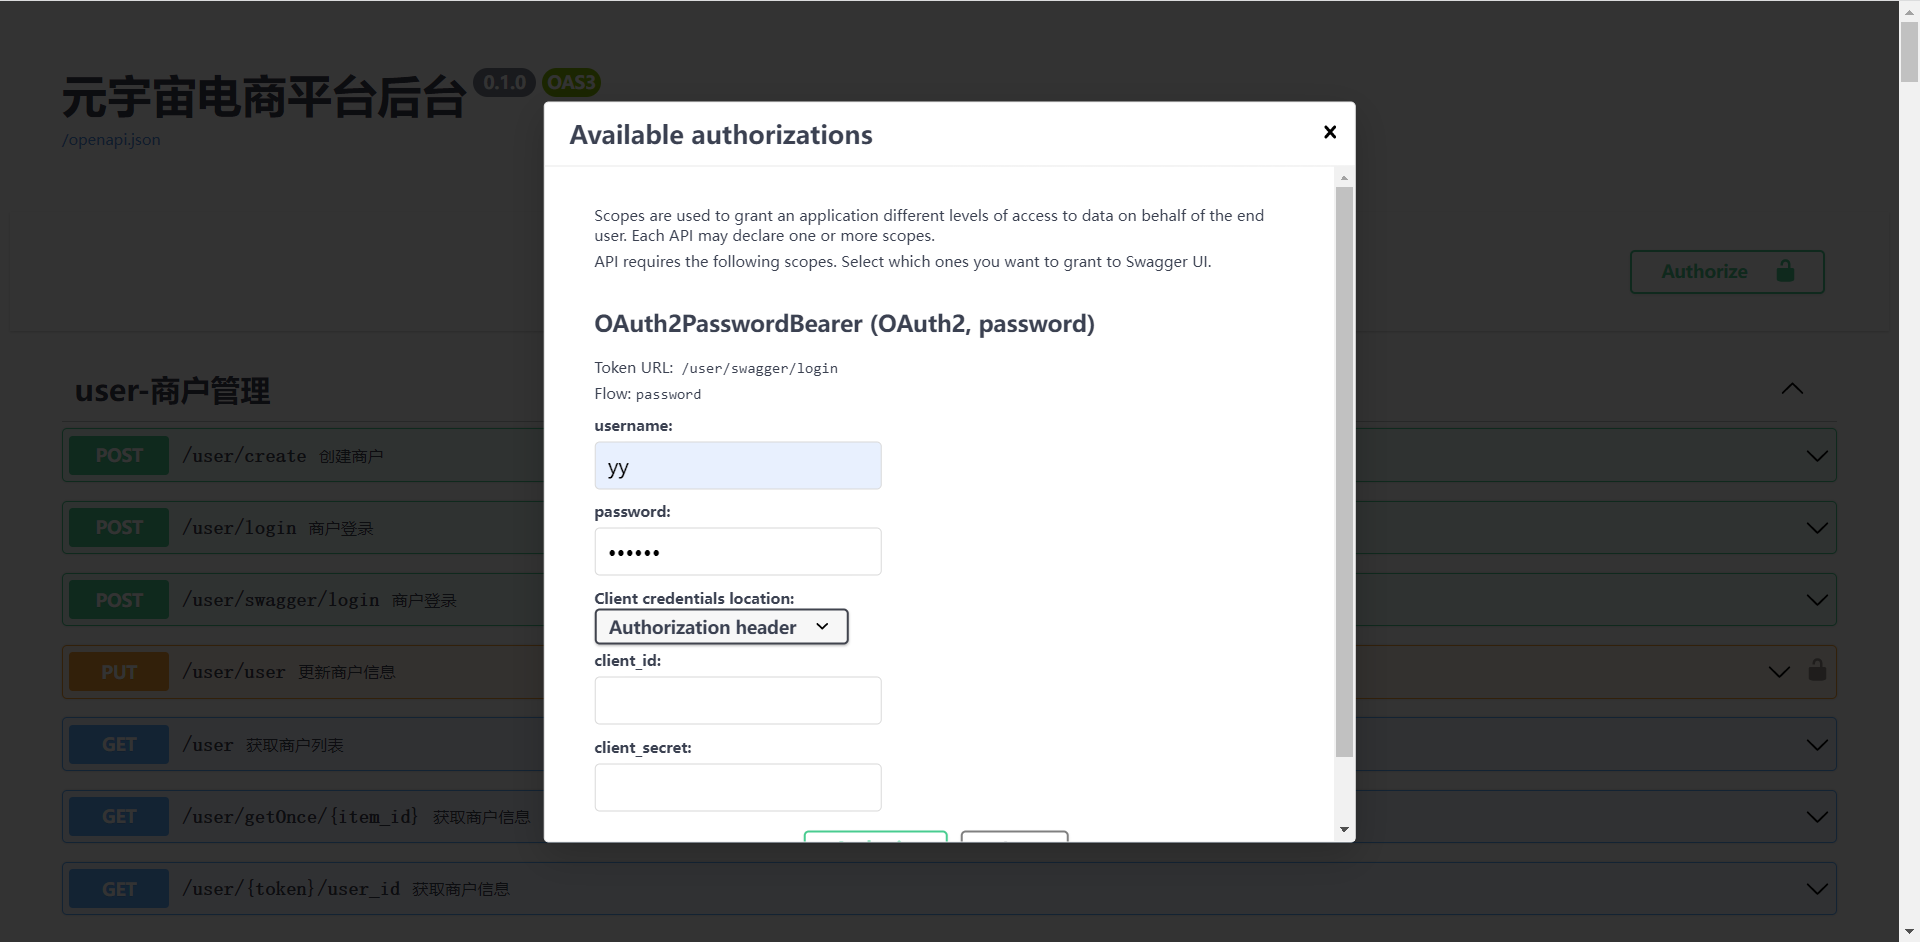 元宇宙电商平台后台 0.1.0 OAS3
/openapi.json
Authorize
user-商户管理
POST /user/create 创建商户
POST /user/login 商户登录
POST /user/swagger/login 商户登录
PUT /user/user 更新商户信息
GET /user 获取商户列表
GET /user/getOnce/{item_id} 获取商户信息
GET /user/{token}/user_id 获取商户信息
Available authorizations
Scopes are used to grant an application different levels of access to data on behalf of the end
user. Each API may declare one or more scopes.
API requires the following scopes. Select which ones you want to grant to Swagger UI.
OAuth2PasswordBearer (OAuth2, password)
Token URL: /user/swagger/login
Flow: password
username:
yy
password:
••••••
Client credentials location:
Authorization header
client_id:
client_secret: